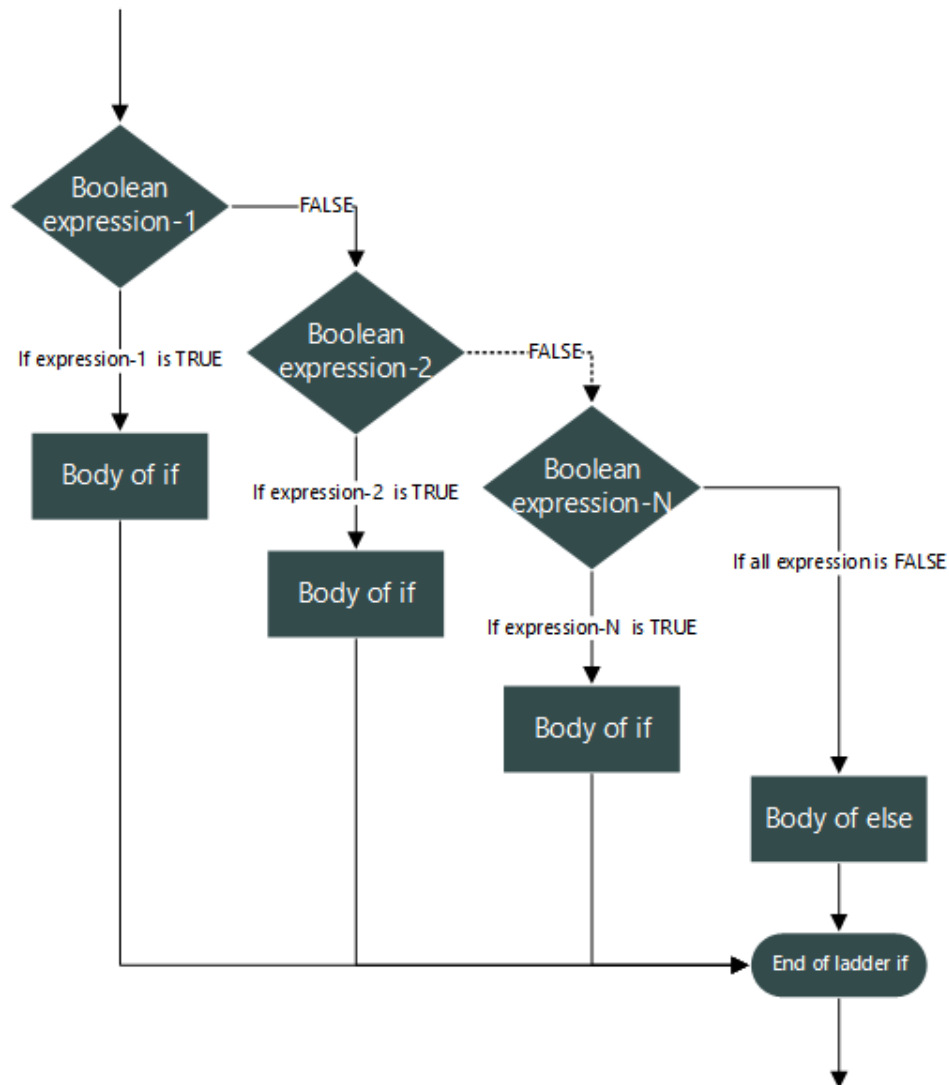 Boolean
expression-1
FALSE
Boolean
expression-2
FALSE
If expression-1 is TRUE
Boolean
expression-N
Body of if
If expression-2 is TRUE
If all expression is FALSE
Body of if
If expression-N is TRUE
Body of if
Body of else
End of ladder if